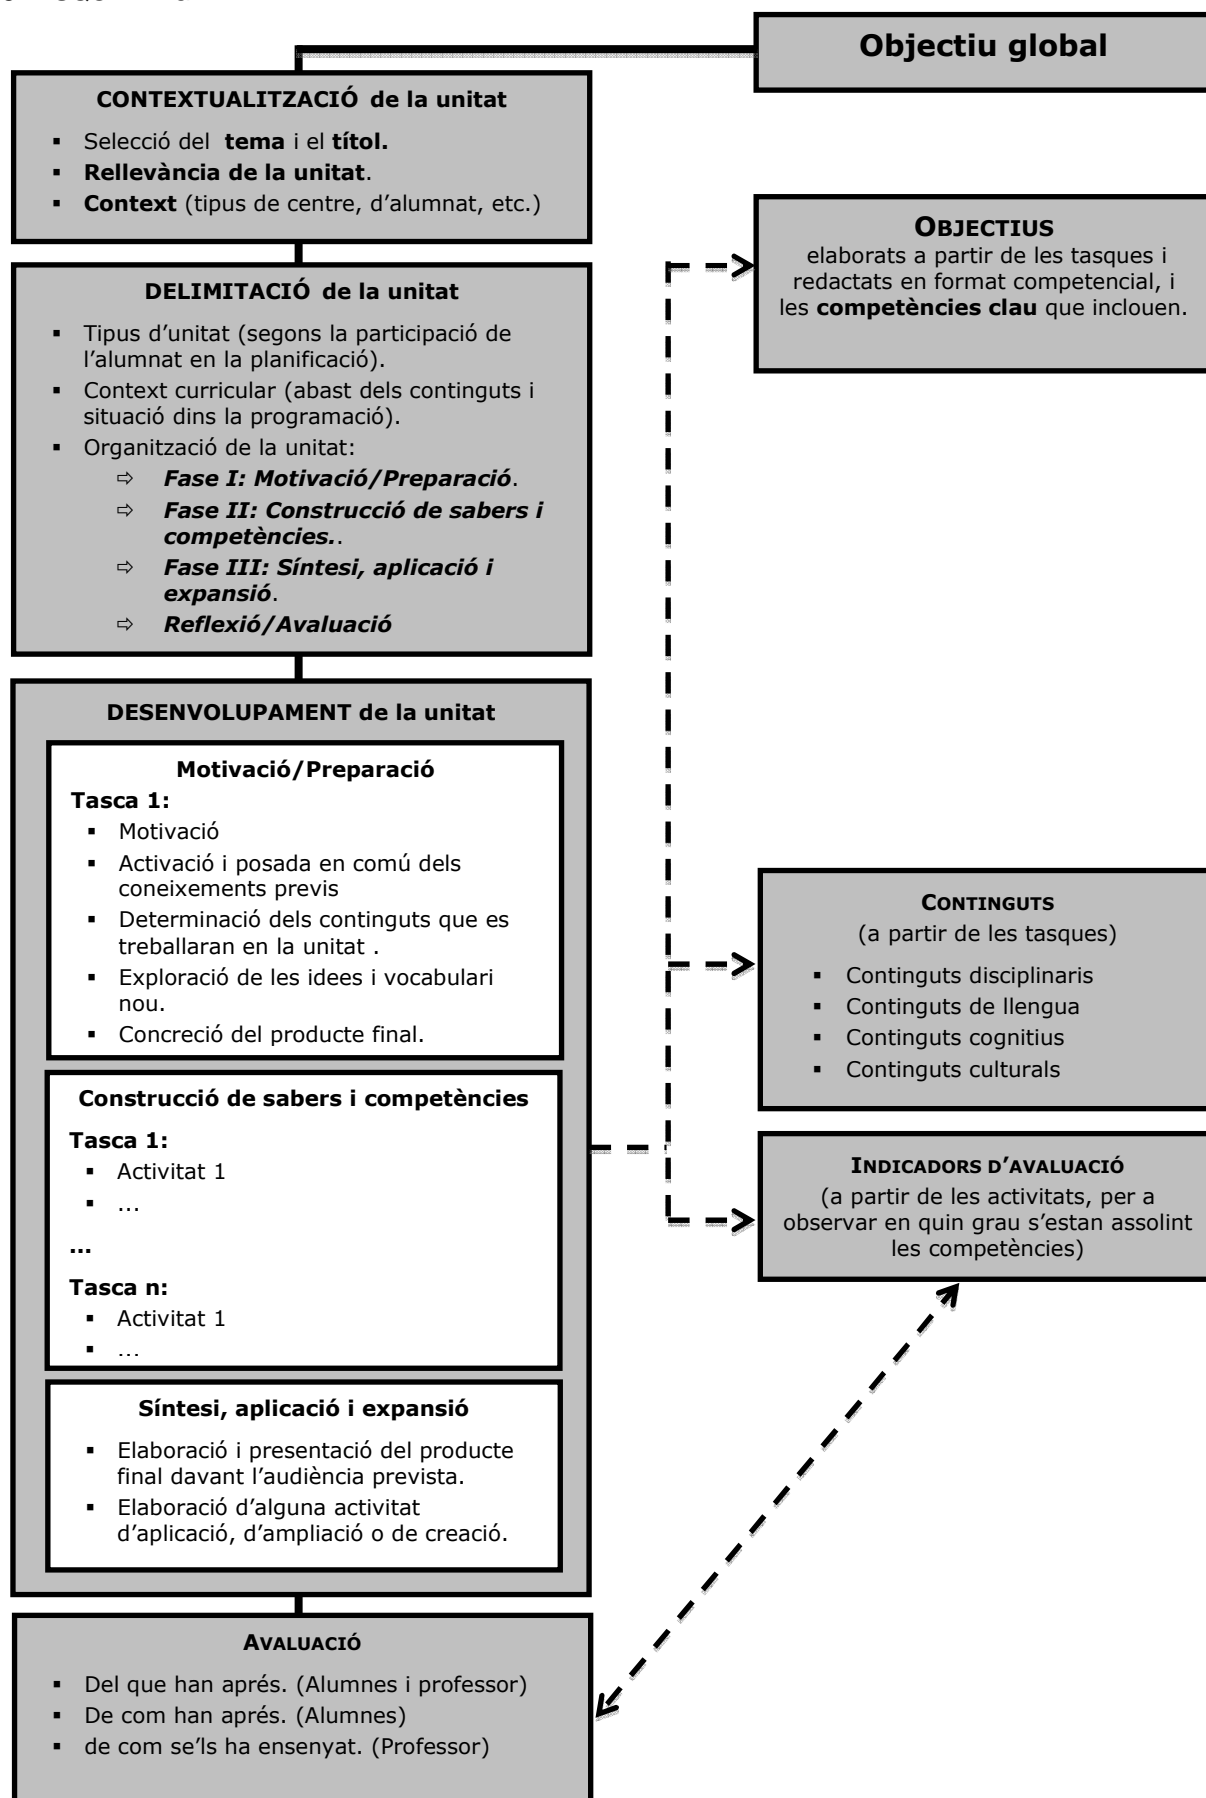 Objectiu global
CONTEXTUALITZACIÓ de la unitat
▪ Selecció del tema i el títol.
▪ Rellevància de la unitat.
▪ Context (tipus de centre, d'alumnat, etc.)
DELIMITACIÓ de la unitat
▪ Tipus d'unitat (segons la participació de
l'alumnat en la planificació).
▪ Context curricular (abast dels continguts i
situació dins la programació).
▪ Organització de la unitat:
⇨ Fase I: Motivació/Preparació.
⇨ Fase II: Construcció de sabers i
competències..
⇨ Fase III: Síntesi, aplicació i
expansió.
⇨ Reflexió/Avaluació
DESENVOLUPAMENT de la unitat
Motivació/Preparació
Tasca 1:
▪ Motivació
▪ Activació i posada en comú dels
coneixements previs
▪ Determinació dels continguts que es
treballaran en la unitat .
▪ Exploració de les idees i vocabulari
nou.
▪ Concreció del producte final.
Construcció de sabers i competències
Tasca 1:
▪ Activitat 1
▪ ...
...
Tasca n:
▪ Activitat 1
▪ ...
Síntesi, aplicació i expansió
▪ Elaboració i presentació del producte
final davant l'audiència prevista.
▪ Elaboració d'alguna activitat
d'aplicació, d'ampliació o de creació.
AVALUACIÓ
▪ Del que han aprés. (Alumnes i professor)
▪ De com han aprés. (Alumnes)
▪ de com se'ls ha ensenyat. (Professor)
OBJECTIUS
elaborats a partir de les tasques i
redactats en format competencial, i
les competències clau que inclouen.
CONTINGUTS
(a partir de les tasques)
▪ Continguts disciplinaris
▪ Continguts de llengua
▪ Continguts cognitius
▪ Continguts culturals
INDICADORS D'AVALUACIÓ
(a partir de les activitats, per a
observar en quin grau s'estan assolint
les competències)